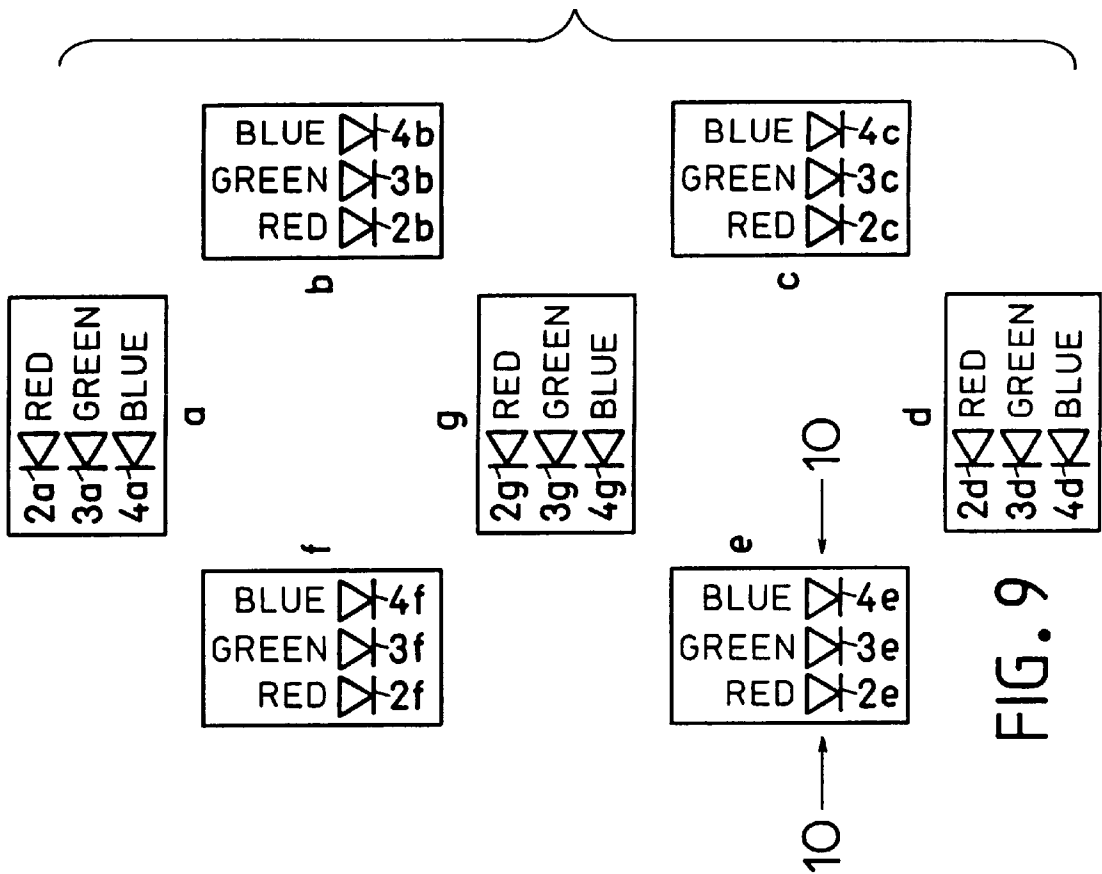 2a RED
3a GREEN
4a BLUE
a
RED 2f
GREEN 3f
BLUE 4f
f
RED 2b
GREEN 3b
BLUE 4b
b
g
2g RED
3g GREEN
4g BLUE
RED 2e
GREEN 3e
BLUE 4e
e
10
10
RED 2c
GREEN 3c
BLUE 4c
c
d
2d RED
3d GREEN
4d BLUE
FIG. 9